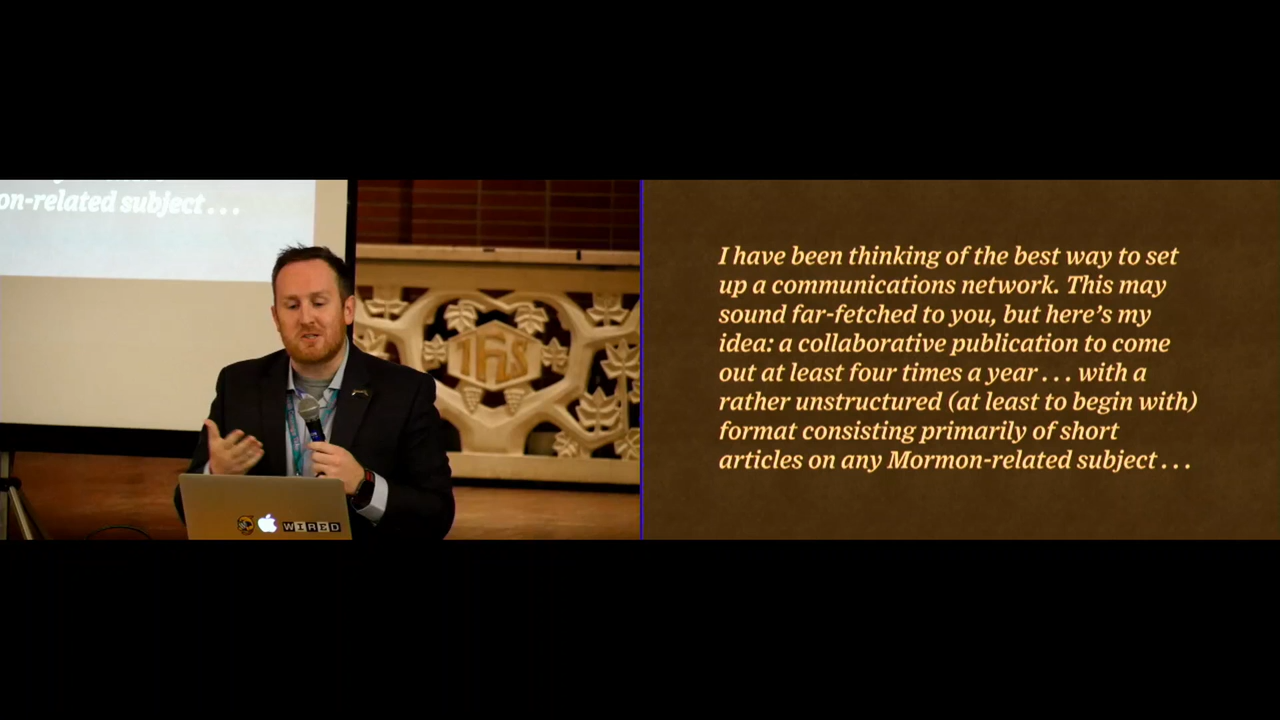 on-related subject . . .
IHS
WIRED
I have been thinking of the best way to set
up a communications network. This may
sound far-fetched to you, but here’s my
idea: a collaborative publication to come
out at least four times a year . . . with a
rather unstructured (at least to begin with)
format consisting primarily of short
articles on any Mormon-related subject . . .